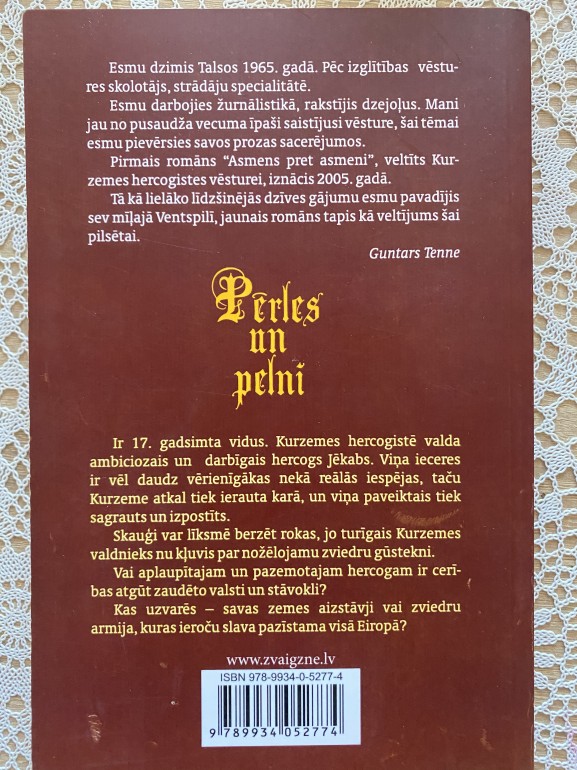 Esmu dzimis Talsos 1965. gadā. Pēc izglītības vēstu-
res skolotājs, strādāju specialitātē.
Esmu darbojies žurnālistikā, rakstījis dzejoļus. Mani
jau no pusaudža vecuma īpaši saistījusi vēsture, šai tēmai
esmu pievērsies savos prozas sacerējumos.
Pirmais romāns “Asmens pret asmeni”, veltīts Kur-
zemes hercogistes vēsturei, iznācis 2005. gadā.
Tā kā lielāko līdzšinējās dzīves gājumu esmu pavadījis
sev mīļajā Ventspilī, jaunais romāns tapis kā veltījums šai
pilsētai.
Guntars Tenne
Pērles
un
pelni
Ir 17. gadsimta vidus. Kurzemes hercogistē valda
ambiciozais un darbīgais hercogs Jēkabs. Viņa ieceres
ir vēl daudz vērienīgākas nekā reālās iespējas, taču
Kurzeme atkal tiek ierauta karā, un viņa paveiktais tiek
sagrauts un izpostīts.
Skauģi var līksmē berzēt rokas, jo turīgais Kurzemes
valdnieks nu kļuvis par nožēlojamu zviedru gūstekni.
Vai aplaupītajam un pazemotajam hercogam ir cerī-
bas atgūt zaudēto valsti un stāvokli?
Kas uzvarēs – savas zemes aizstāvji vai zviedru
armija, kuras ieroču slava pazīstama visā Eiropā?
www.zvaigzne.lv
ISBN 978-9934-0-5277-4
9 789934 052774